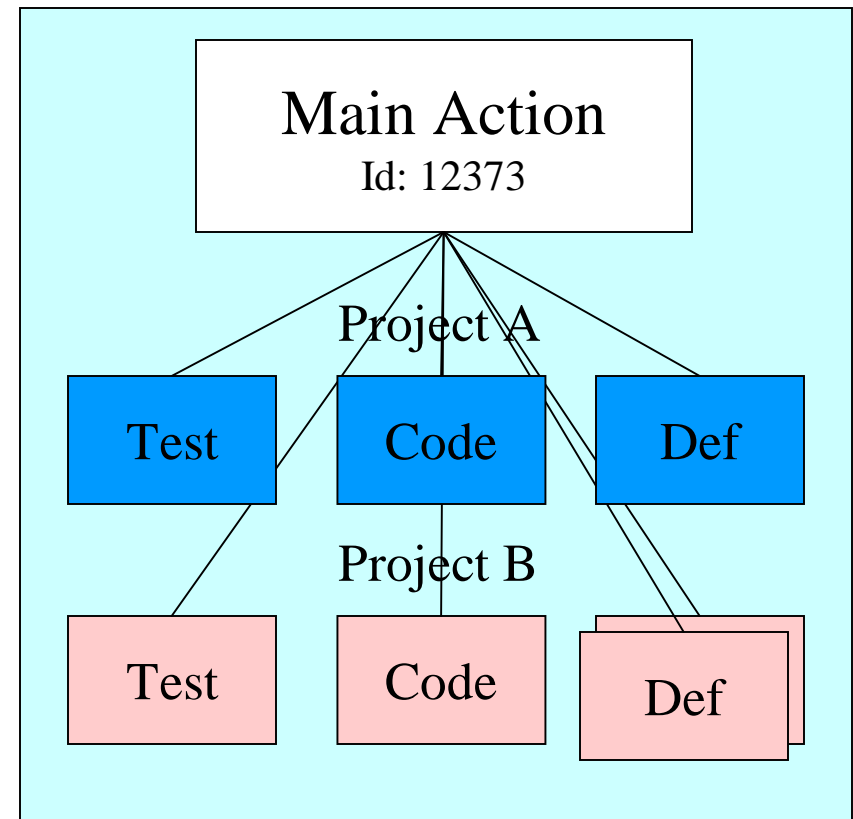 Main Action
Id: 12373
Project A
Test Code Def
Project B
Test Code Def